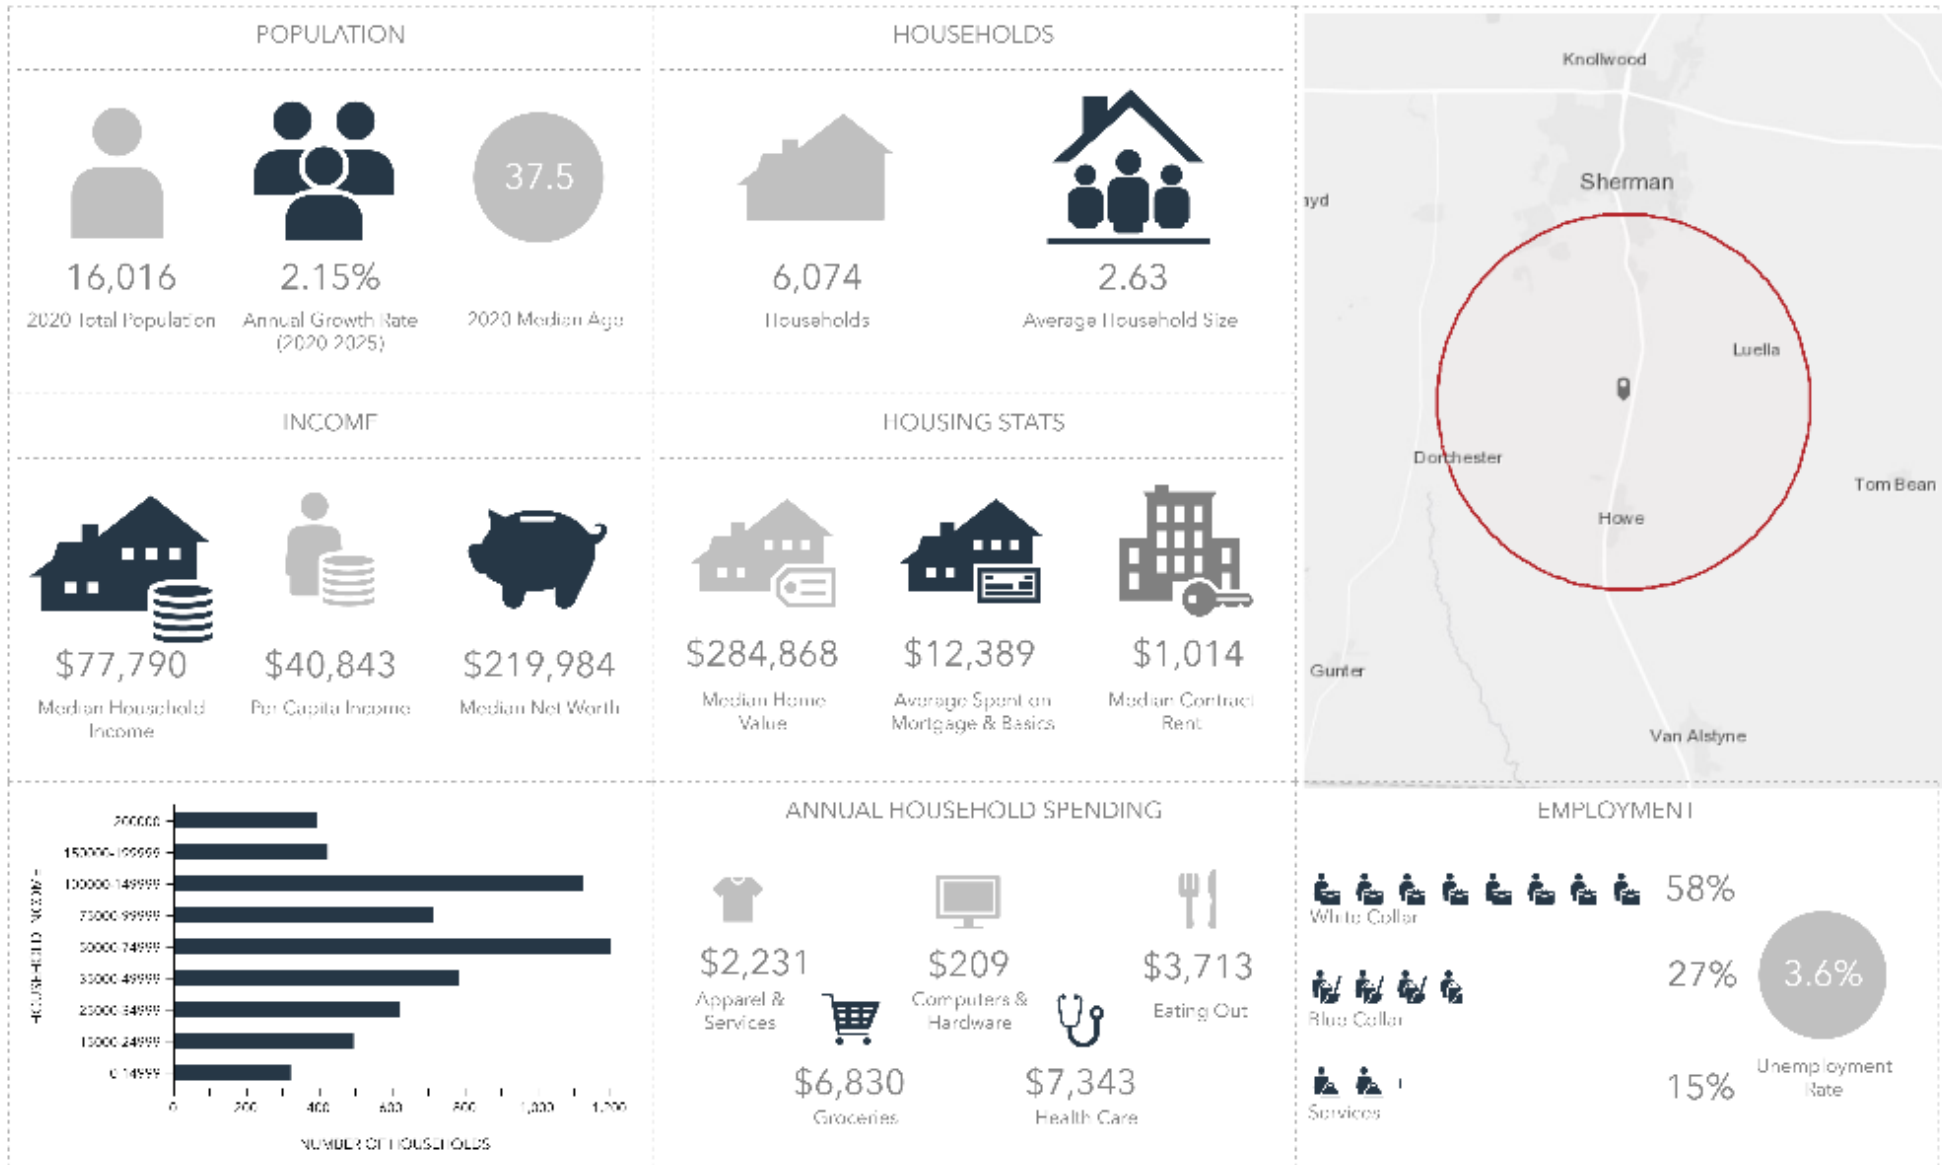 POPULATION
16,016
2020 Total Population
2.15%
Annual Growth Rate
(2020-2025)
37.5
2020 Median Age
HOUSEHOLDS
6,074
Households
2.63
Average Household Size
Knollwood
Sherman
ayd
Luella
Dorchester
Tom Bean
Howe
Gunter
Van Alstyne
INCOME
$77,790
Median Household
Income
$40,843
Per Capita Income
$219,984
Median Net Worth
HOUSING STATS
$284,868
Median Home
Value
$12,389
Average Spent on
Mortgage & Basics
$1,014
Median Contract
Rent
HOUSEHOLD INCOME
200000
150000-199999
100000-149999
75000-99999
50000-74999
35000-49999
25000-34999
15000-24999
0-14999
0 200 400 600 800 1,000 1,200
NUMBER OF HOUSEHOLDS
ANNUAL HOUSEHOLD SPENDING
$2,231
Apparel &
Services
$209
Computers &
Hardware
$3,713
Eating Out
$6,830
Groceries
$7,343
Health Care
EMPLOYMENT
58%
White Collar
27%
Blue Collar
15%
Services
3.6%
Unemployment
Rate